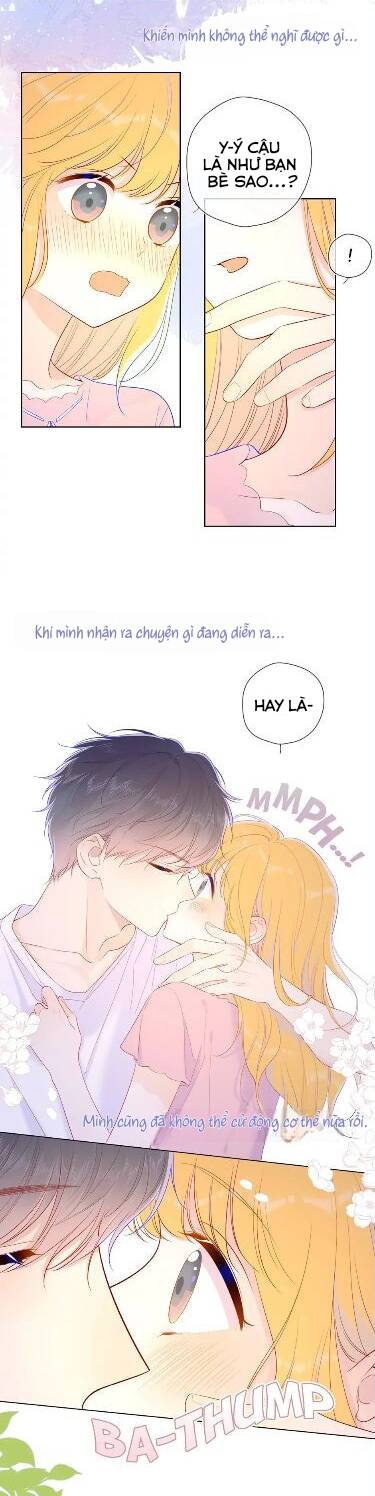 Khiến mình không thể nghĩ được gì...
Y-Ý CẬU
LÀ NHƯ BẠN
BÈ SAO...?
!
Khi mình nhận ra chuyện gì đang diễn ra...
HAY LÀ-
MMPH...!
Mình cũng đã không thể cử động cơ thể nữa rồi.
BA-THUMP